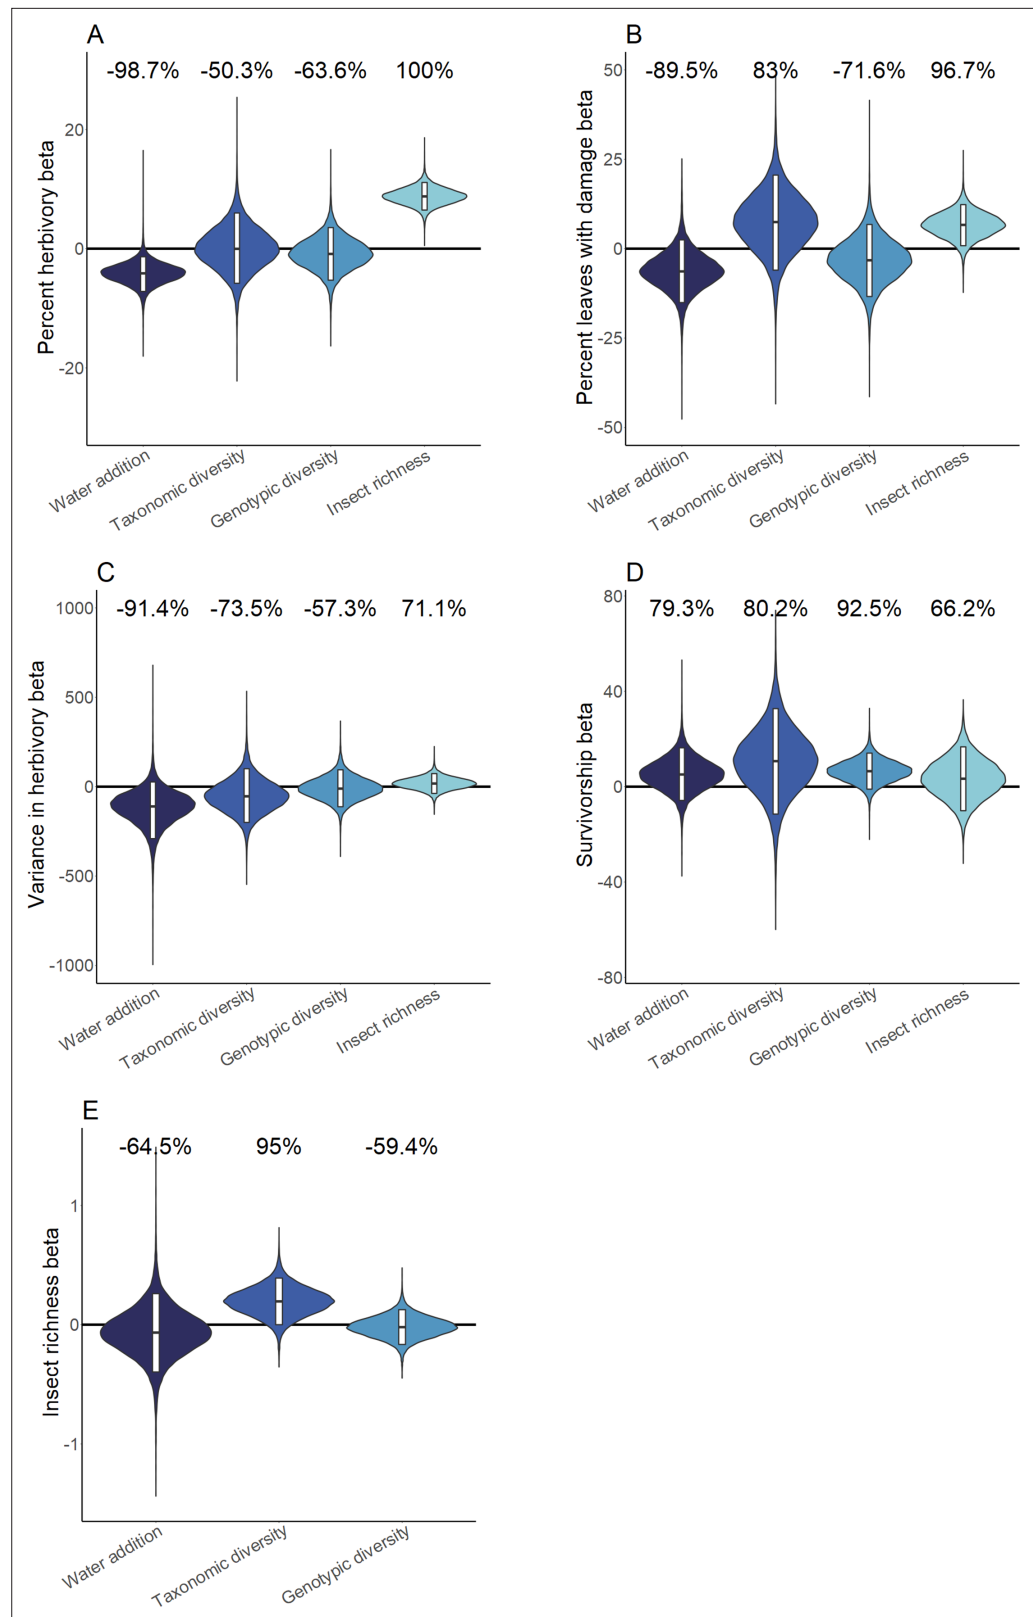 A
-98.7% -50.3% -63.6% 100%
Percent herbivory beta
20
0
-20
Water addition
Taxonomic diversity
Genotypic diversity
Insect richness
B
-89.5% 83% -71.6% 96.7%
Percent leaves with damage beta
50
25
0
-25
-50
Water addition
Taxonomic diversity
Genotypic diversity
Insect richness
C
-91.4% -73.5% -57.3% 71.1%
Variance in herbivory beta
1000
500
0
-500
-1000
Water addition
Taxonomic diversity
Genotypic diversity
Insect richness
D
79.3% 80.2% 92.5% 66.2%
Survivorship beta
80
40
0
-40
-80
Water addition
Taxonomic diversity
Genotypic diversity
Insect richness
E
-64.5% 95% -59.4%
Insect richness beta
1
0
-1
Water addition
Taxonomic diversity
Genotypic diversity